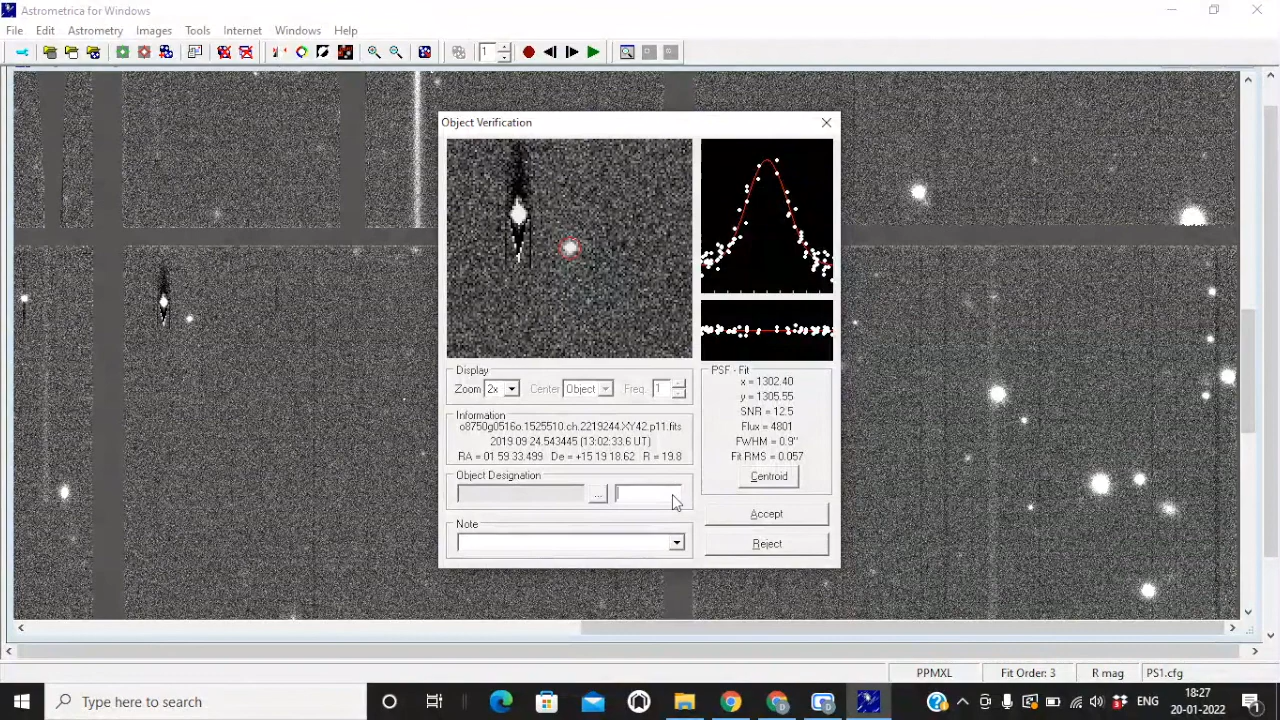 Astrometrica for Windows
File Edit Astrometry Images Tools Internet Windows Help
1
Object Verification
Display
Zoom 2x Center Object Freq. 1
Information
o8750g0516o.1525510.ch.2219244.XY42.p11.fits
2019 09 24.543445 (13:02:33.6 UT)
RA = 01 59 33.499 De = +15 19 18.62 R = 19.8
Object Designation
...
Note
PSF - Fit
x = 1302.40
y = 1305.55
SNR = 12.5
Flux = 4801
FWHM = 0.9"
Fit RMS = 0.057
Centroid
Accept
Reject
PPMXL Fit Order: 3 R mag PS1.cfg
Type here to search
ENG
18:27
20-01-2022
1